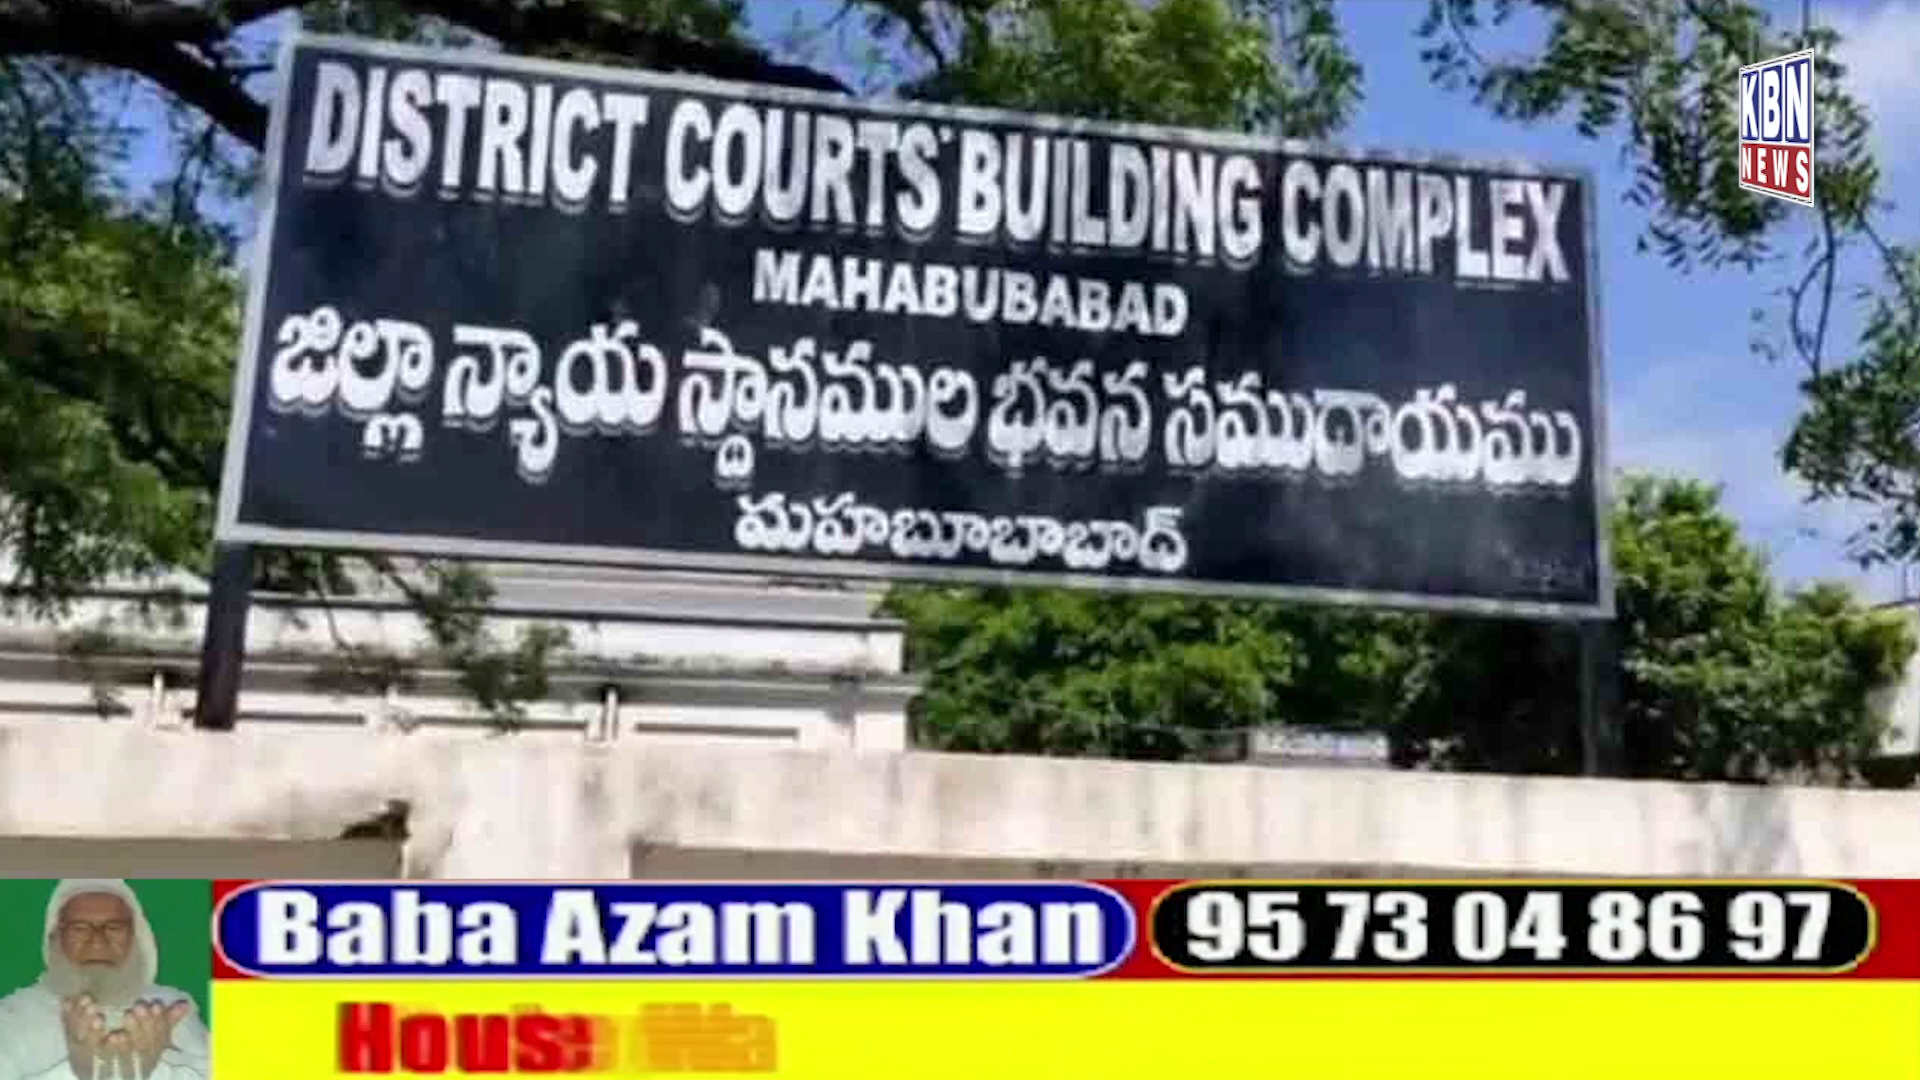 DISTRICT COURTS BUILDING COMPLEX
MAHABUBABAD
జిల్లా న్యాయ స్థానముల భవన సముదాయము
మహబూబాబాద్
KBN
NEWS
Baba Azam Khan 95 73 04 86 97
House